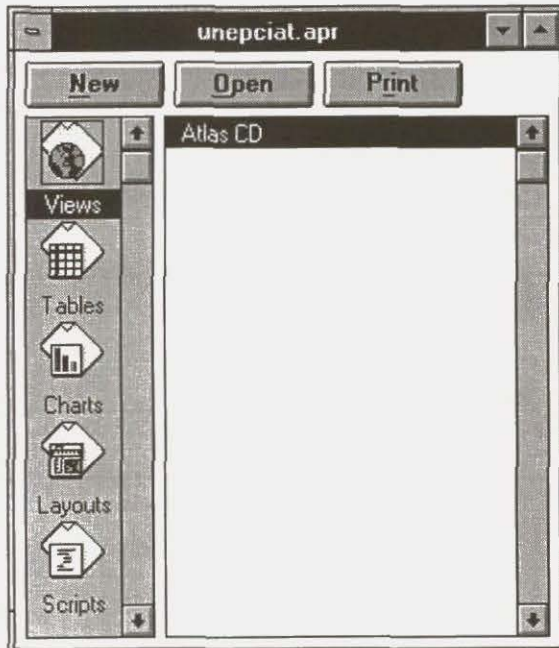 unepciat.apr
New Open Print
Atlas CD
Views
Tables
Charts
Layouts
Scripts